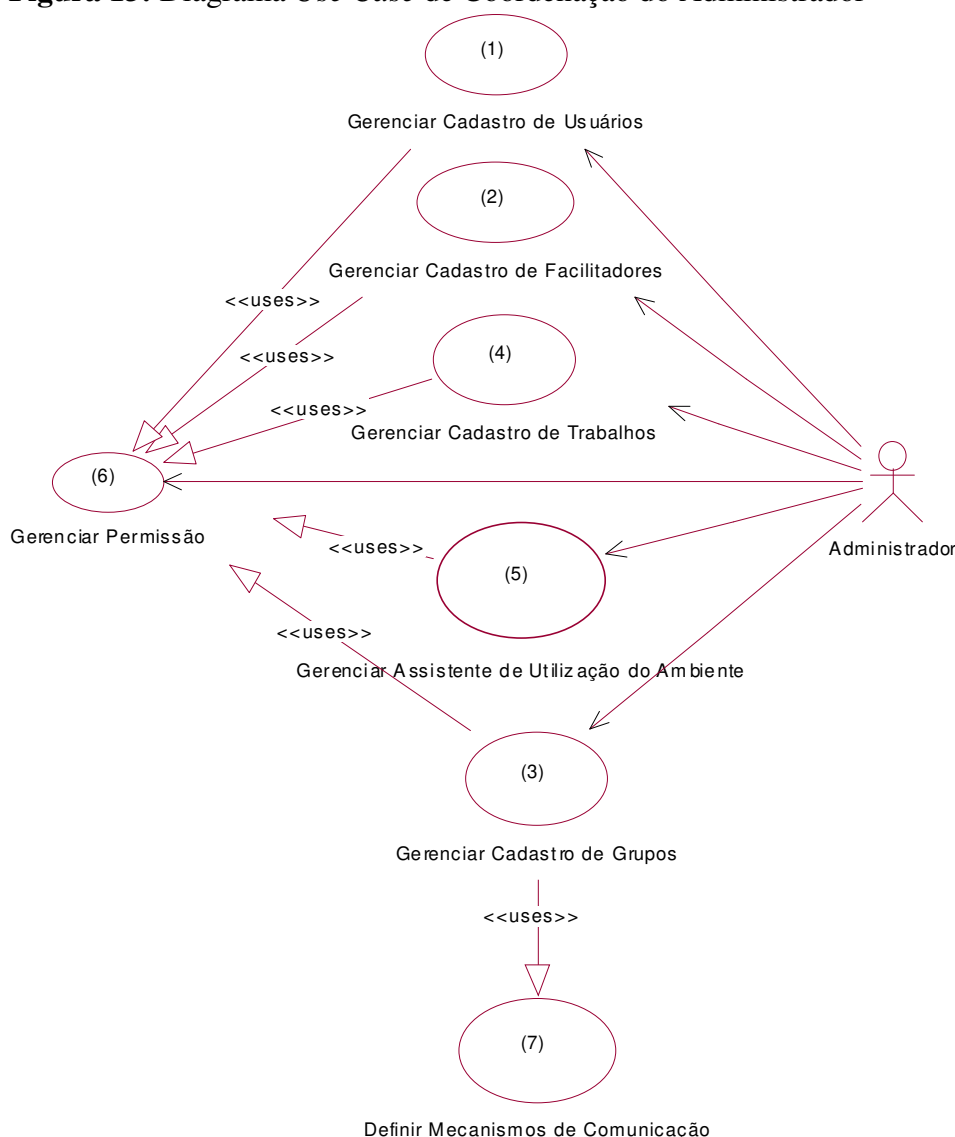 Figura 13: Diagrama Use Case de Coordenação do Administrador
(1)
Gerenciar Cadastro de Usuários
(2)
Gerenciar Cadastro de Facilitadores
<<uses>>
(4)
<<uses>>
<<uses>>
Gerenciar Cadastro de Trabalhos
(6)
Gerenciar Permissão
<<uses>>
Administrador
(5)
<<uses>>
Gerenciar Assistente de Utilização do Ambiente
(3)
Gerenciar Cadastro de Grupos
<<uses>>
(7)
Definir Mecanismos de Comunicacão